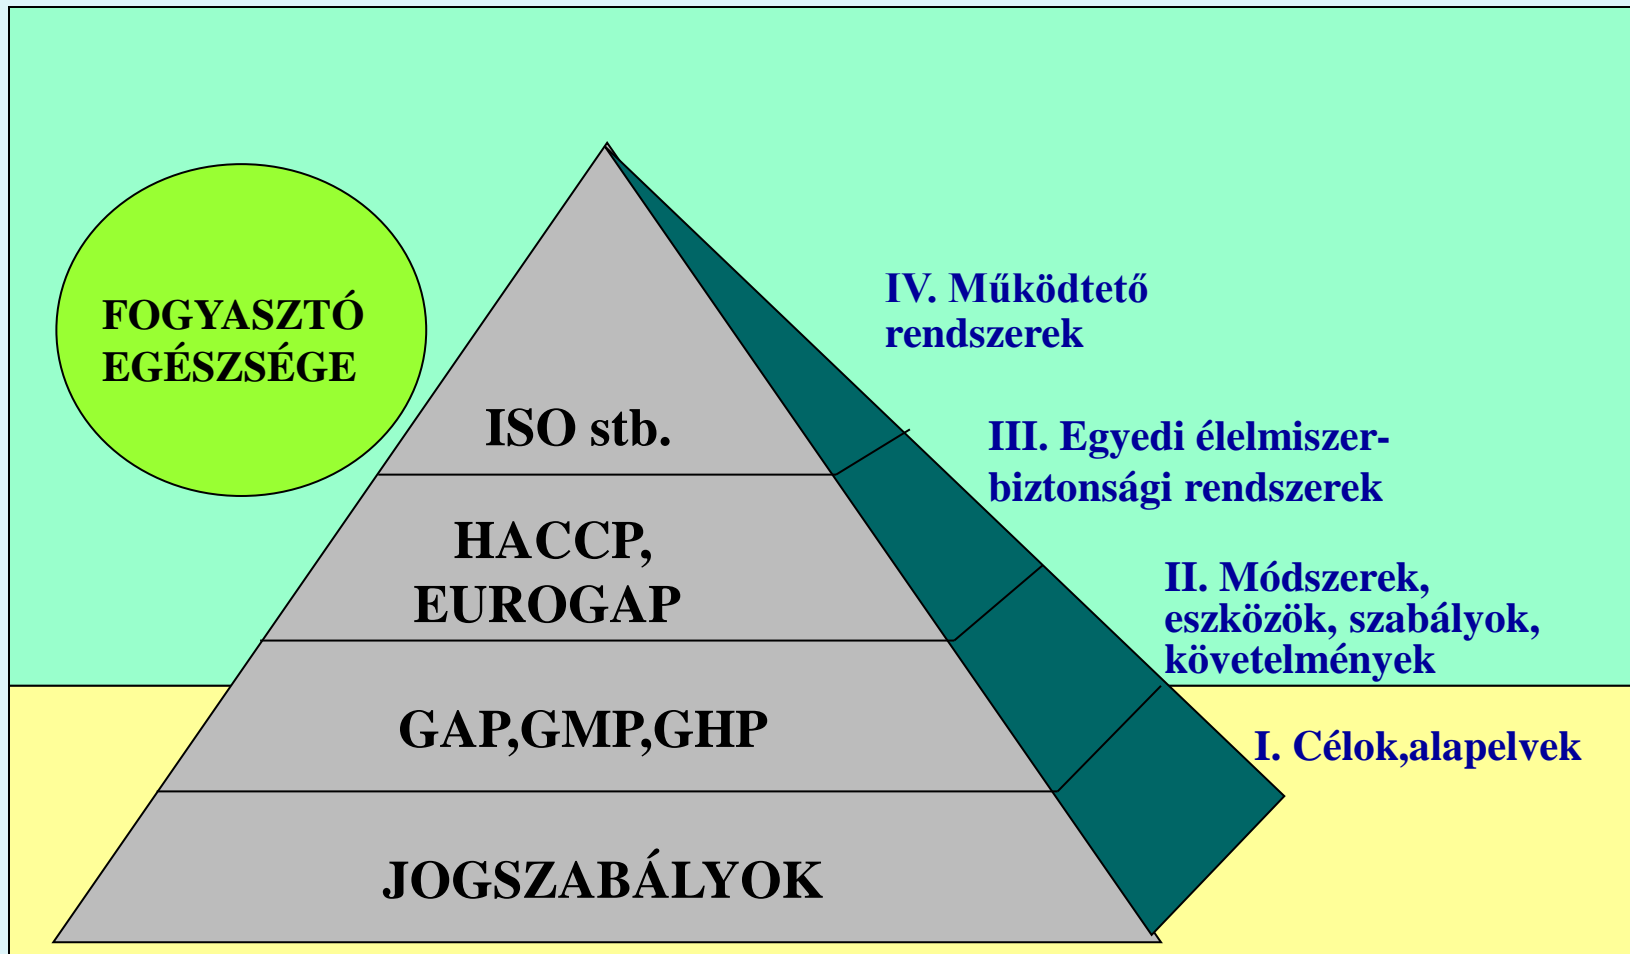 FOGYASZTÓ
EGÉSZSÉGE
ISO stb.
HACCP,
EUROGAP
GAP,GMP,GHP
JOGSZABÁLYOK
IV. Működtető
rendszerek
III. Egyedi élelmiszer-
biztonsági rendszerek
II. Módszerek,
eszközök, szabályok,
követelmények
I. Célok,alapelvek